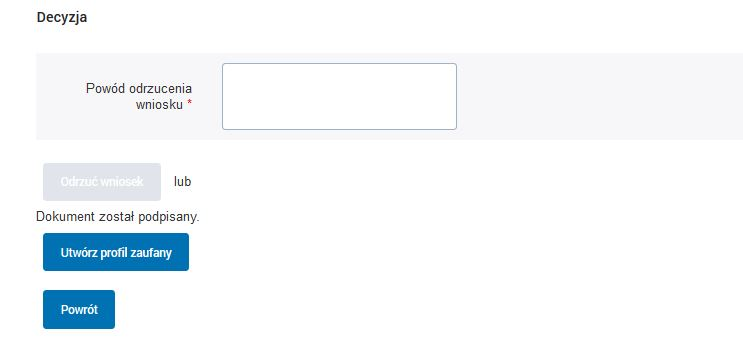 Decyzja
Powód odrzucenia
wniosku *
Odrzuć wniosek lub
Dokument został podpisany.
Utwórz profil zaufany
Powrót